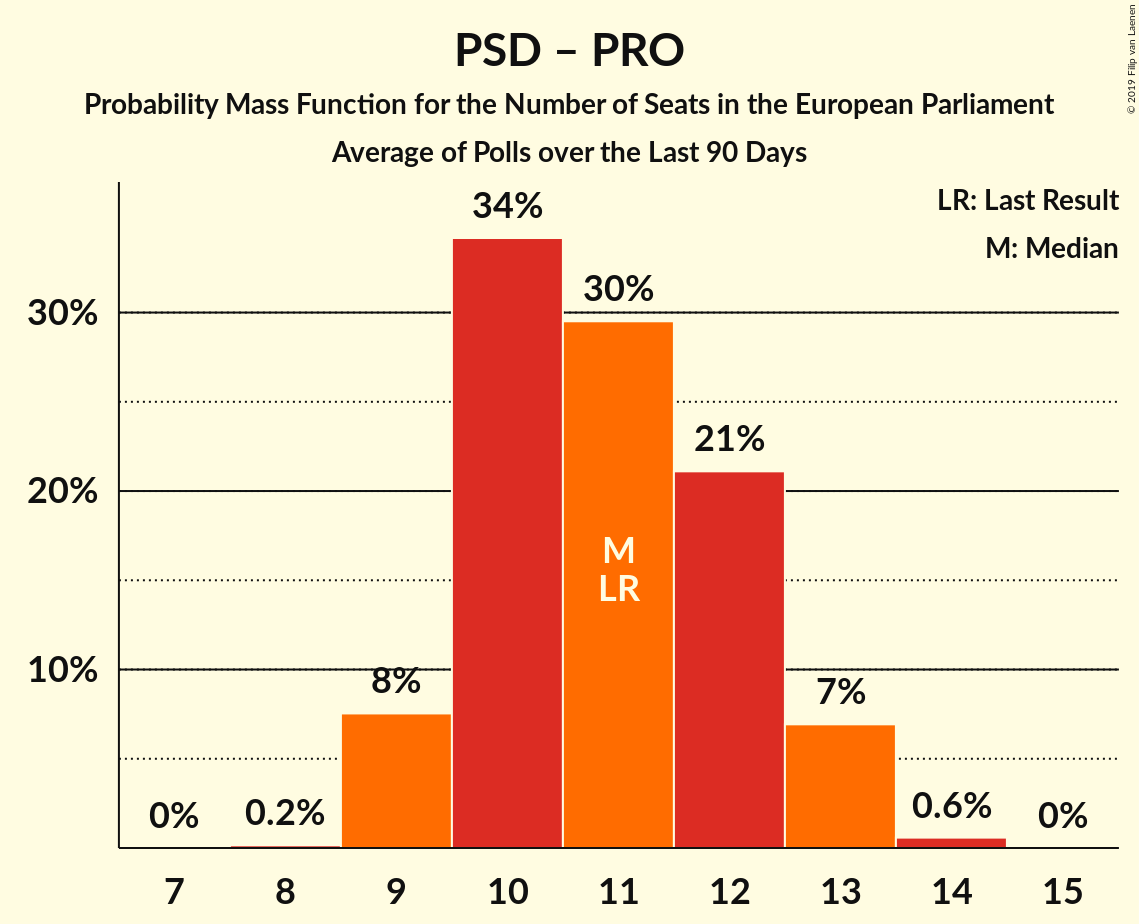 PSD – PRO
Probability Mass Function for the Number of Seats in the European Parliament
Average of Polls over the Last 90 Days
© 2019 Filip van Laenen
LR: Last Result
M: Median
34%
30%
30%
21%
20%
M
LR
10%
8%
7%
0%
0.2%
0.6%
0%
7 8 9 10 11 12 13 14 15